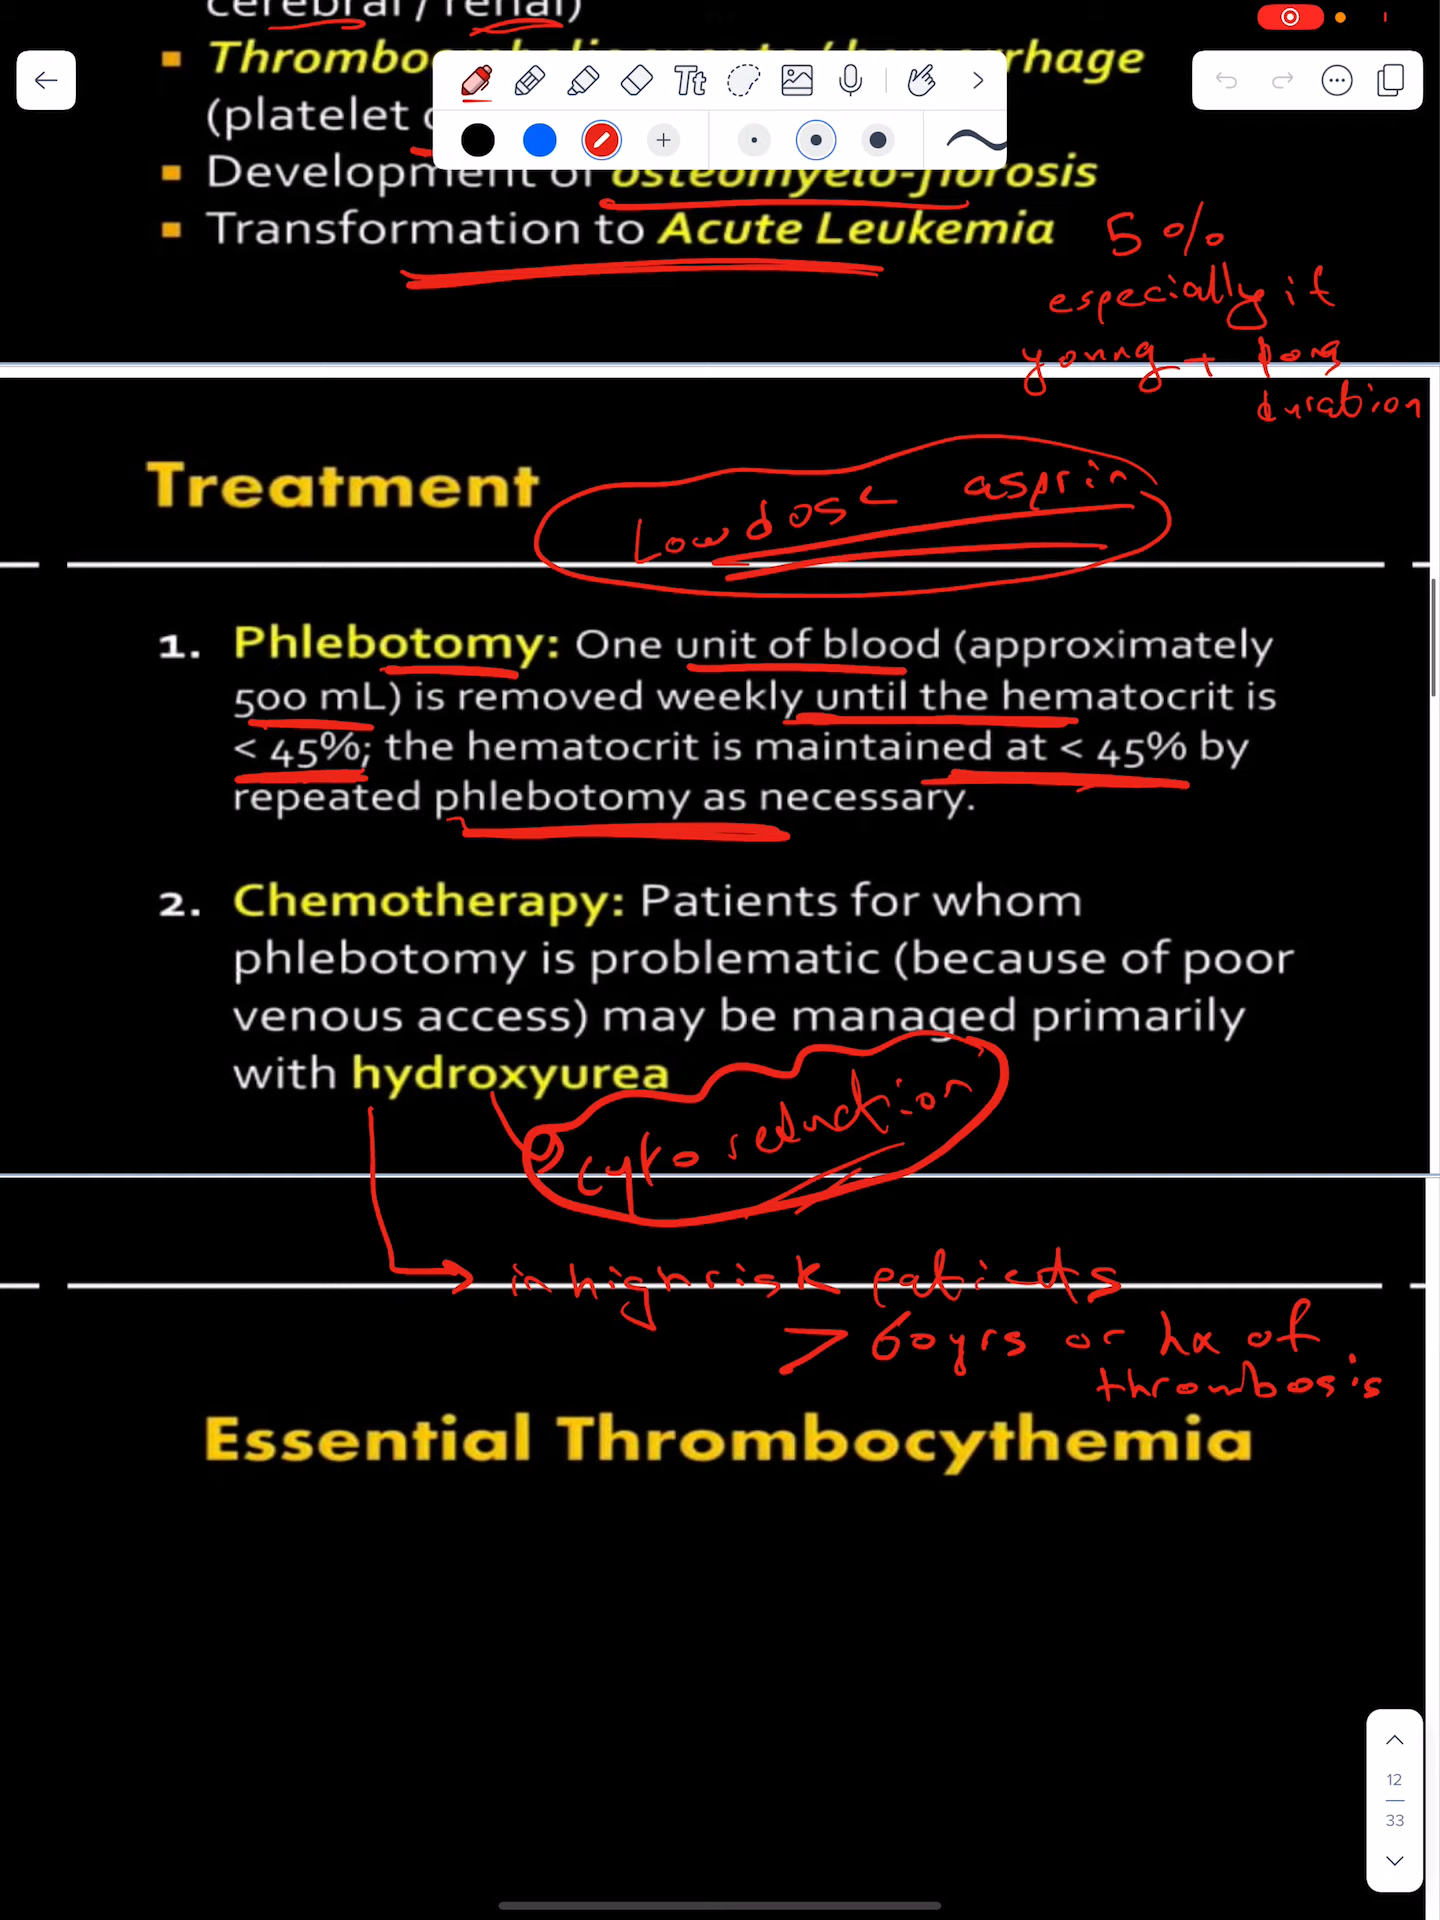 cerebral / renal)
rhage
(platelet
Development of osteomyelo-fibrosis
Transformation to Acute Leukemia
5 %
especially if
young + long
duration
Treatment
Low dose asprin
1. Phlebotomy: One unit of blood (approximately
500 mL) is removed weekly until the hematocrit is
< 45%; the hematocrit is maintained at < 45% by
repeated phlebotomy as necessary.
2. Chemotherapy: Patients for whom
phlebotomy is problematic (because of poor
venous access) may be managed primarily
with hydroxyurea
cyto reduction
in high risk patients
> 60yrs or hx of
thrombosis
Essential Thrombocythemia
Tt
12
33